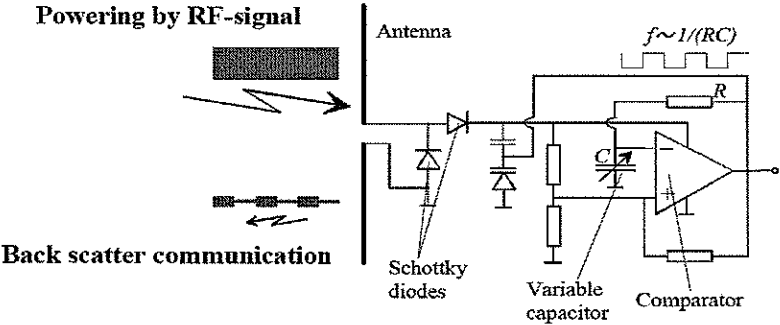 Powering by RF-signal
Antenna
f~1/(RC)
R
C
−
+
Back scatter communication
Schottky
diodes
Variable
capacitor
Comparator